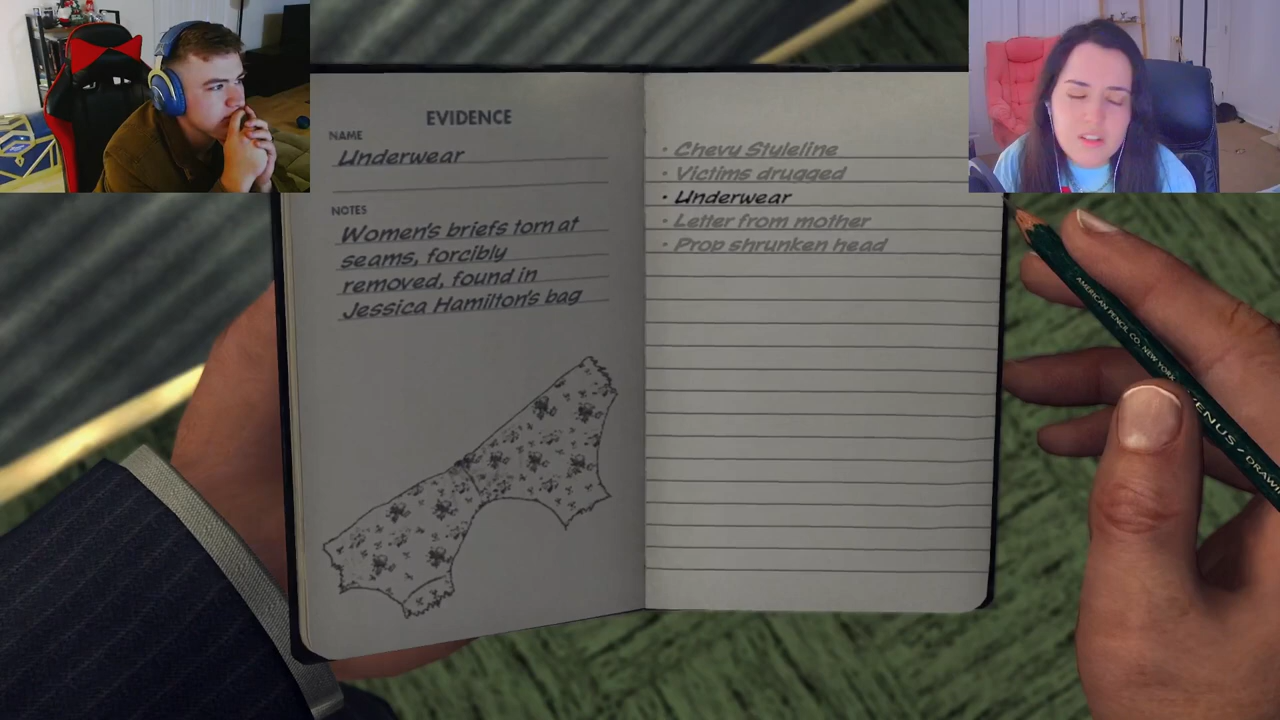 EVIDENCE
NAME
Underwear
NOTES
Women's briefs torn at
seams, forcibly
removed, found in
Jessica Hamilton's bag
• Chevy Styleline
• Victims drugged
• Underwear
• Letter from mother
• Prop shrunken head
AMERICAN PENCIL CO. NEW YORK
VENUS - DRAWIN